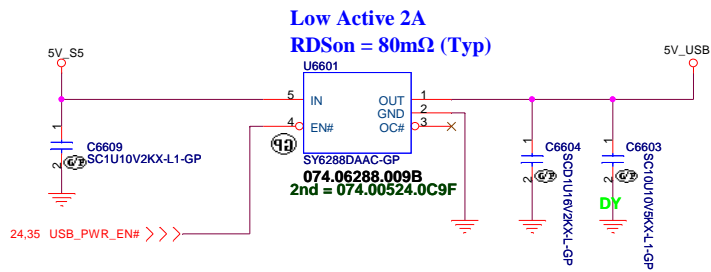 Low Active 2A
RDSon = 80mΩ (Typ)
5V_S5
U6601
5V_USB
5
IN
OUT
1
GND
2
4
EN#
OC#
3
SY6288DAAC-GP
074.06288.009B
2nd = 074.00524.0C9F
1
2
C6609
SC1U10V2KX-L1-GP
1
2
C6604
SCD1U16V2KX-L-GP
1
2
C6603
SC10U10V5KX-L1-GP
DY
24,35 USB_PWR_EN#